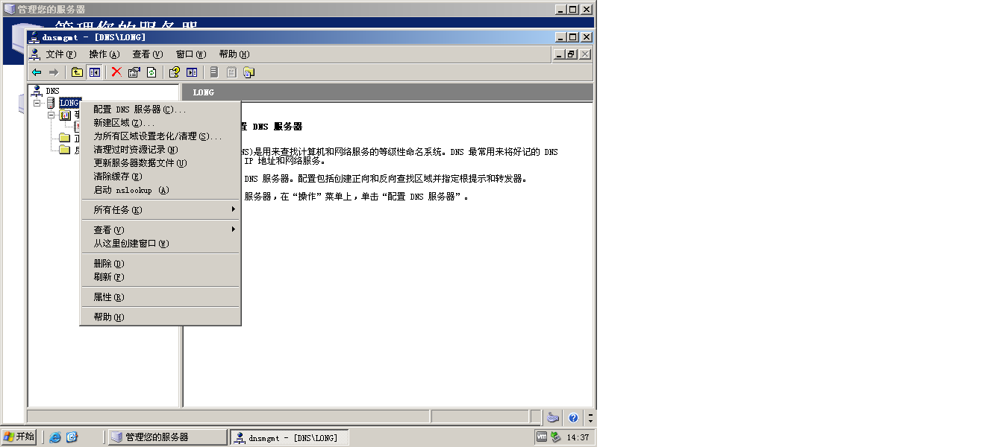 管理您的服务器
管理您的服务器
dnsmgmt - [DNS\LONG]
文件(F) 操作(A) 查看(V) 窗口(W) 帮助(H)
DNS
LONG
LONG
配置 DNS 服务器(C)...
新建区域(Z)...
为所有区域设置老化/清理(S)...
清理过时资源记录(N)
更新服务器数据文件(U)
清除缓存(E)
启动 nslookup (A)
所有任务(K)
查看(V)
从这里创建窗口(W)
删除(D)
刷新(F)
属性(R)
帮助(H)
置 DNS 服务器
NS)是用来查找计算机和网络服务的等级性命名系统。DNS 最常用来将好记的 DNS
IP 地址和网络服务。
DNS 服务器。配置包括创建正向和反向查找区域并指定根提示和转发器。
服务器，在“操作”菜单上，单击“配置 DNS 服务器”。
开始
管理您的服务器
dnsmgmt - [DNS\LONG]
vm
14:37